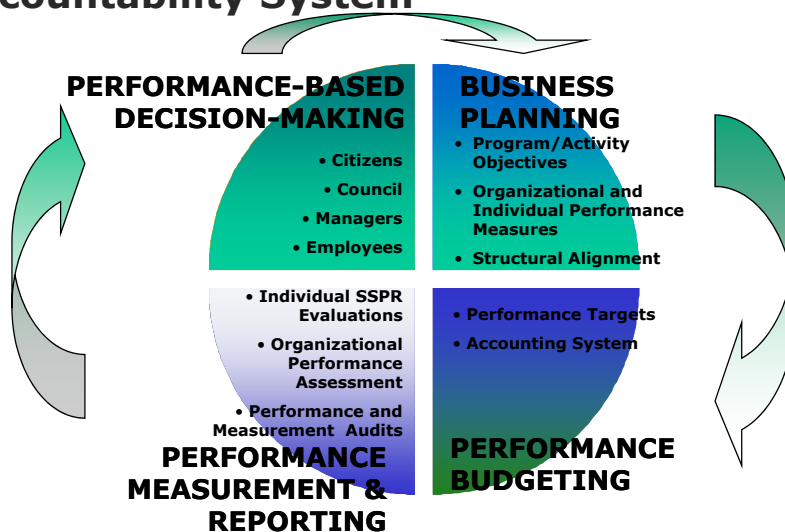 countability System
PERFORMANCE-BASED
DECISION-MAKING
• Citizens
• Council
• Managers
• Employees
BUSINESS
PLANNING
• Program/Activity
Objectives
• Organizational and
Individual Performance
Measures
• Structural Alignment
• Individual SSPR
Evaluations
• Organizational
Performance
Assessment
• Performance and
Measurement Audits
PERFORMANCE
MEASUREMENT &
REPORTING
• Performance Targets
• Accounting System
PERFORMANCE
BUDGETING